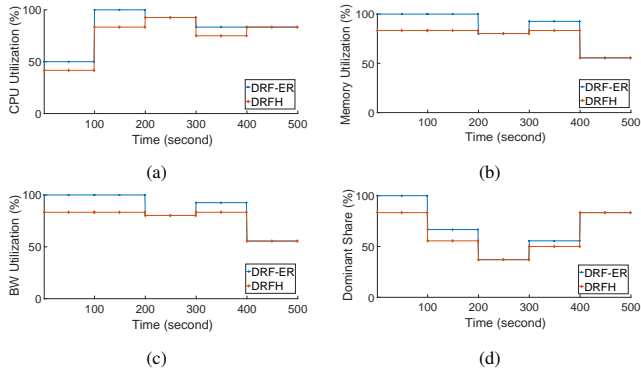 100
50
0
CPU Utilization (%)
DRF-ER
DRFH
100 200 300 400 500
Time (second)
(a)
100
50
0
Memory Utilization (%)
DRF-ER
DRFH
100 200 300 400 500
Time (second)
(b)
100
50
0
BW Utilization (%)
DRF-ER
DRFH
100 200 300 400 500
Time (second)
(c)
100
50
0
Dominant Share (%)
DRF-ER
DRFH
100 200 300 400 500
Time (second)
(d)